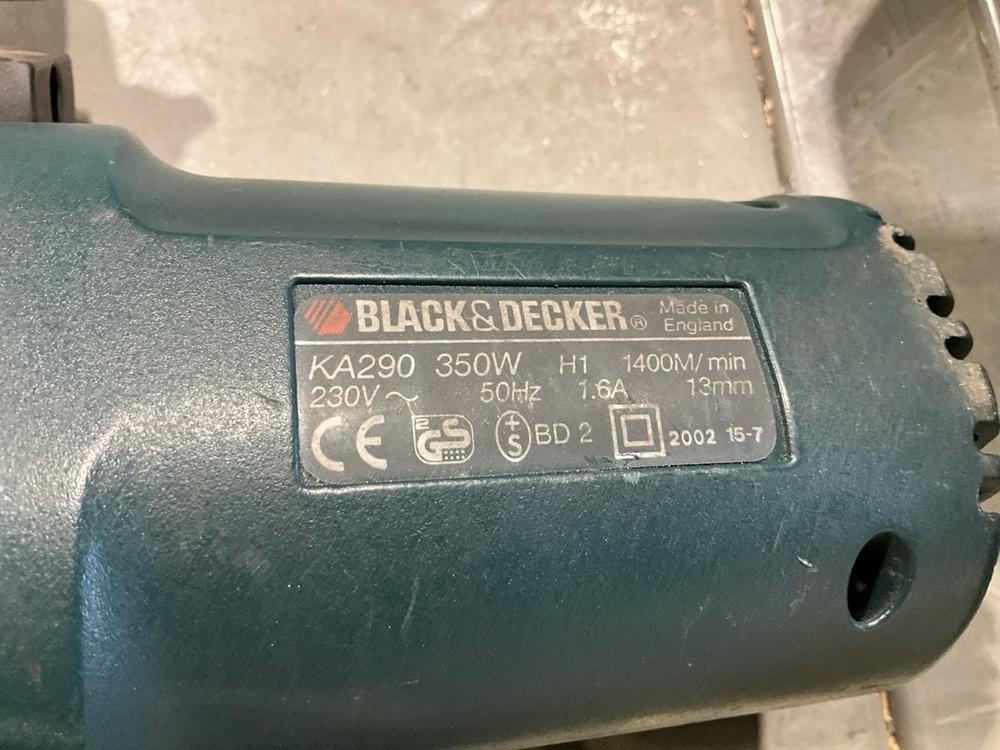 BLACK&DECKER® Made in England
KA290 350W H1 1400M/min
230V ~ 50Hz 1.6A 13mm
CE GS +S BD 2 2002 15-7